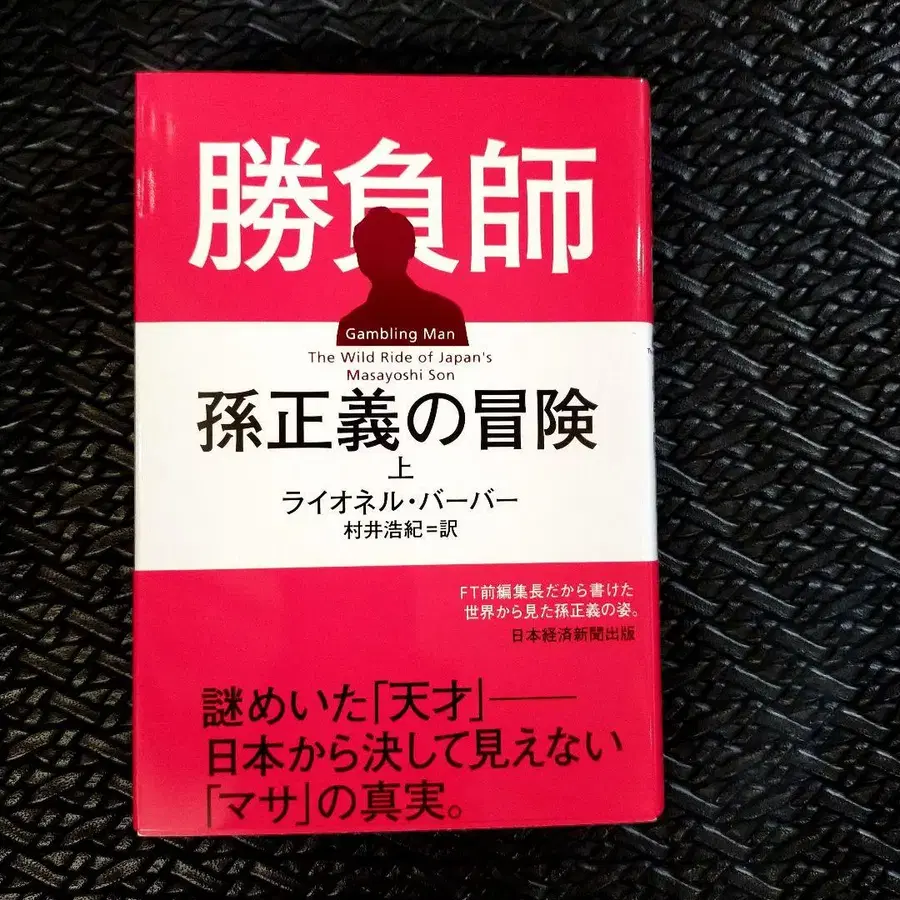 勝負師
Gambling Man
The Wild Ride of Japan's
Masayoshi Son
孫正義の冒険
上
ライオネル・バーバー
村井浩紀=訳
FT前編集長だから書けた
世界から見た孫正義の姿。
日本経済新聞出版
謎めいた「天才」――
日本から決して見えない
「マサ」の真実。